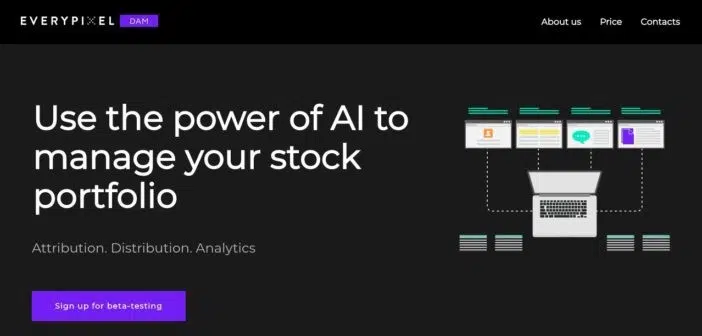 EVERYPIXEL DAM
About us Price Contacts
Use the power of AI to
manage your stock
portfolio
Attribution. Distribution. Analytics
Sign up for beta-testing